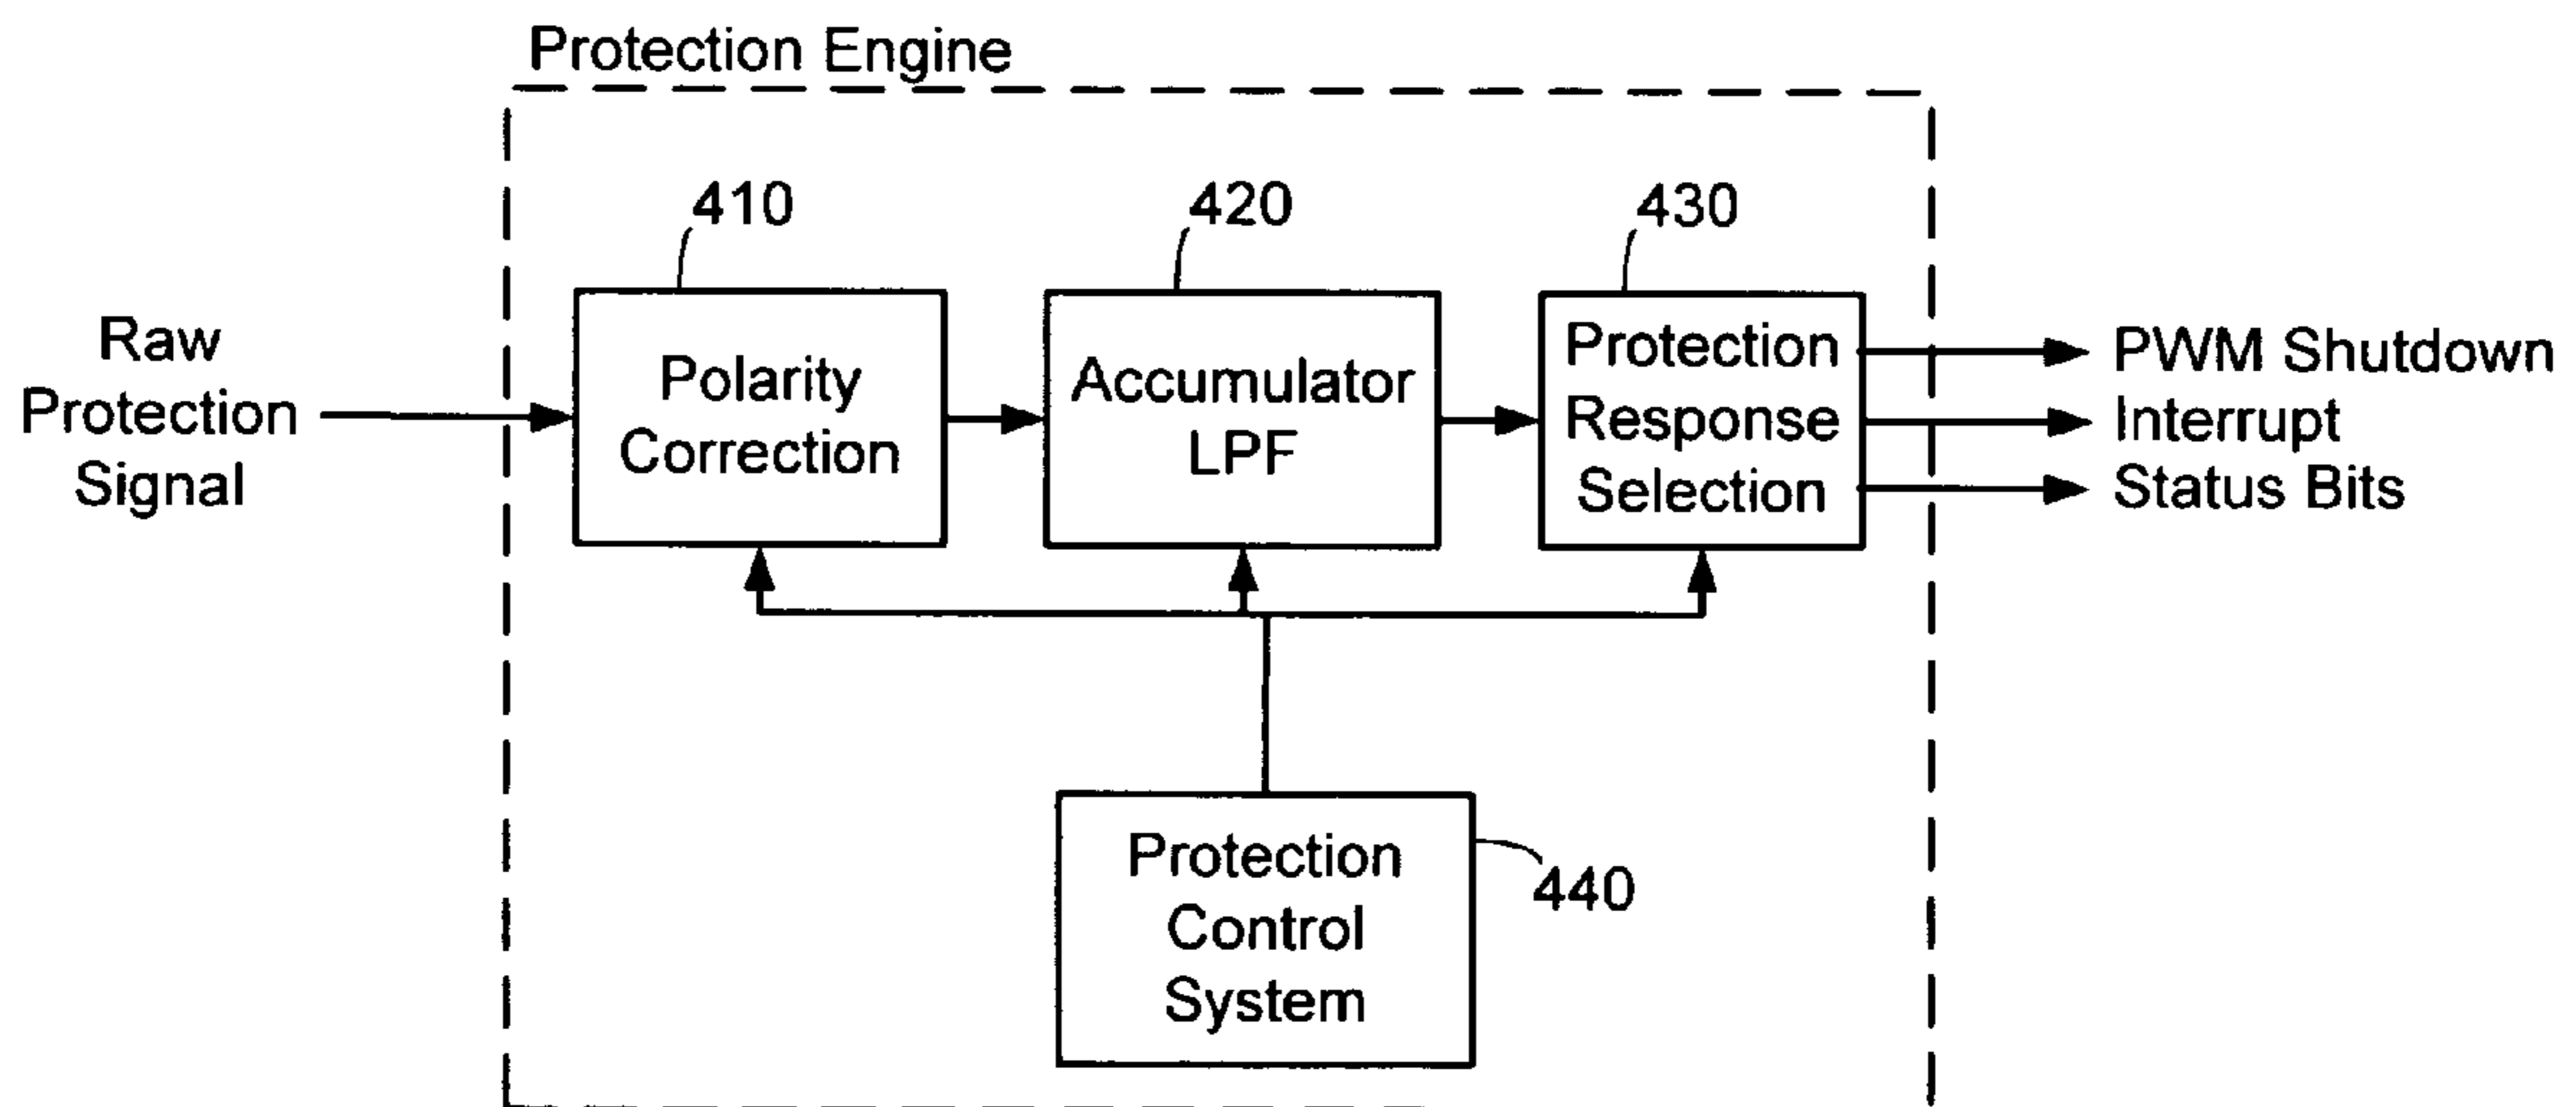 Protection Engine
410
420
430
Raw
Protection
Signal
Polarity
Correction
Accumulator
LPF
Protection
Response
Selection
PWM Shutdown
Interrupt
Status Bits
Protection
Control
System
440